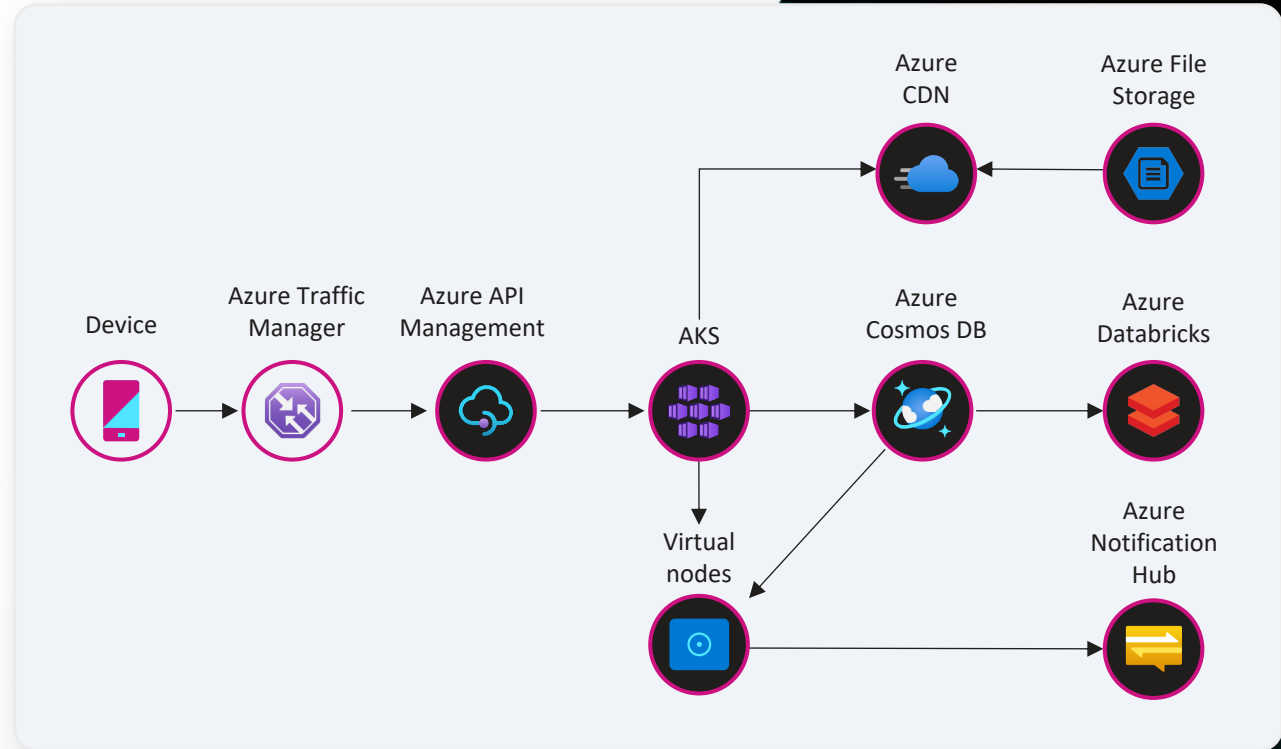 Azure
CDN
Azure File
Storage
Device
Azure Traffic
Manager
Azure API
Management
AKS
Azure
Cosmos DB
Azure
Databricks
Virtual
nodes
Azure
Notification
Hub